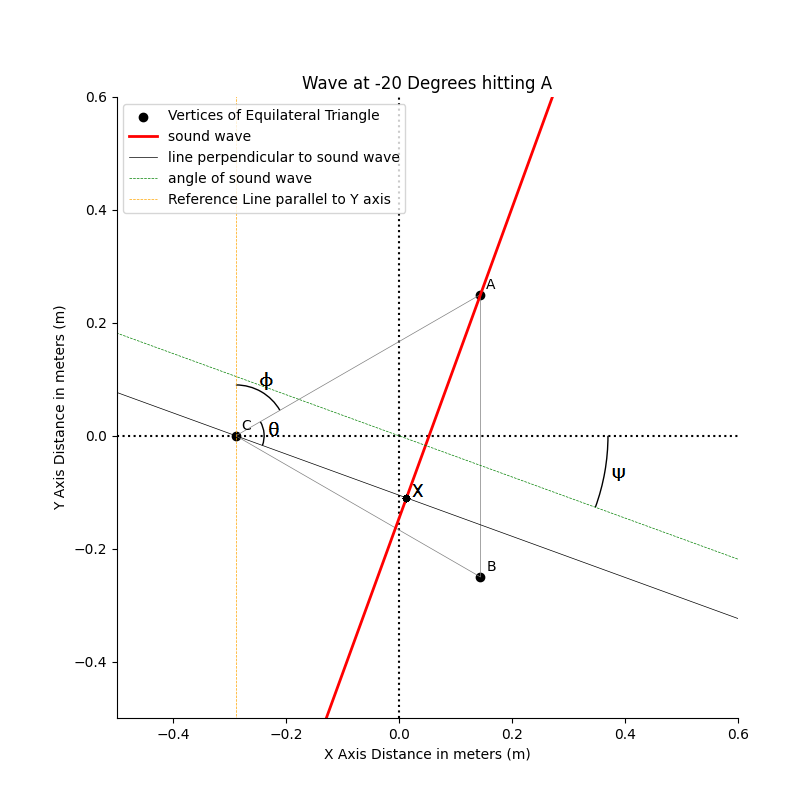 Wave at -20 Degrees hitting A
Vertices of Equilateral Triangle
sound wave
line perpendicular to sound wave
angle of sound wave
Reference Line parallel to Y axis
0.6
0.4
0.2
0.0
−0.2
−0.4
Y Axis Distance in meters (m)
A
ϕ
C
θ
ψ
X
B
−0.4
−0.2
0.0
0.2
0.4
0.6
X Axis Distance in meters (m)